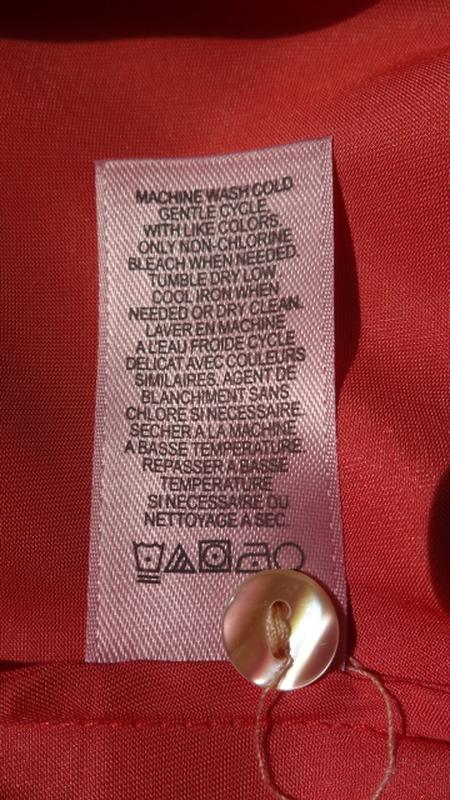 MACHINE WASH COLD
GENTLE CYCLE,
WITH LIKE COLORS.
ONLY NON-CHLORINE
BLEACH WHEN NEEDED.
TUMBLE DRY LOW.
COOL IRON WHEN
NEEDED OR DRY CLEAN.
LAVER EN MACHINE
A L'EAU FROIDE CYCLE
DELICAT AVEC COULEURS
SIMILAIRES. AGENT DE
BLANCHIMENT SANS
CHLORE SI NECESSAIRE.
SECHER A LA MACHINE
A BASSE TEMPERATURE.
REPASSER A BASSE
TEMPERATURE
SI NECESSAIRE OU
NETTOYAGE A SEC.